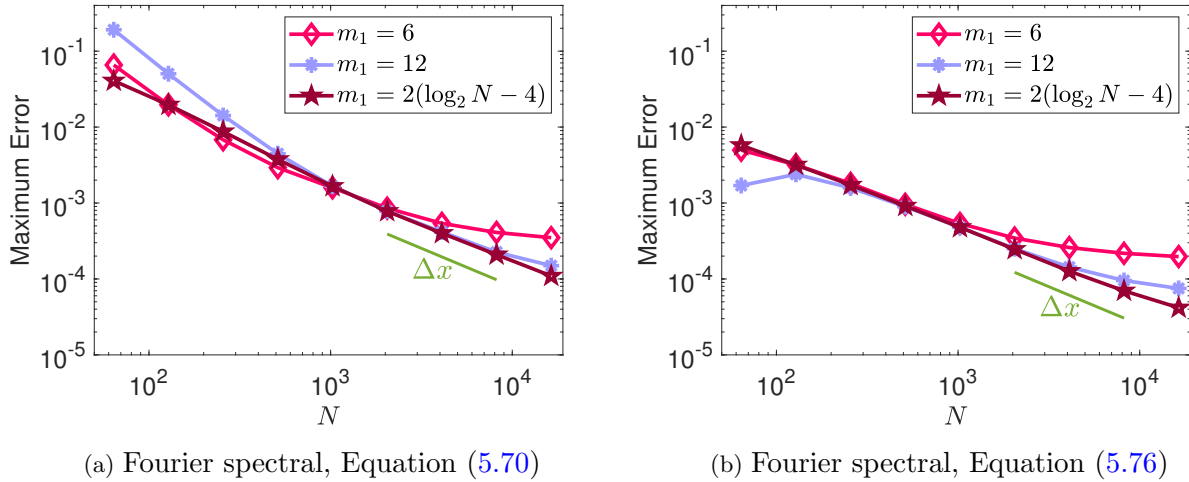 10^{-1}
10^{-2}
10^{-3}
10^{-4}
10^{-5}
Maximum Error
m_1 = 6
m_1 = 12
m_1 = 2(log_2 N − 4)
Δx
10^2
10^3
10^4
N
(a) Fourier spectral, Equation (5.70)
10^{-1}
10^{-2}
10^{-3}
10^{-4}
10^{-5}
Maximum Error
m_1 = 6
m_1 = 12
m_1 = 2(log_2 N − 4)
Δx
10^2
10^3
10^4
N
(b) Fourier spectral, Equation (5.76)